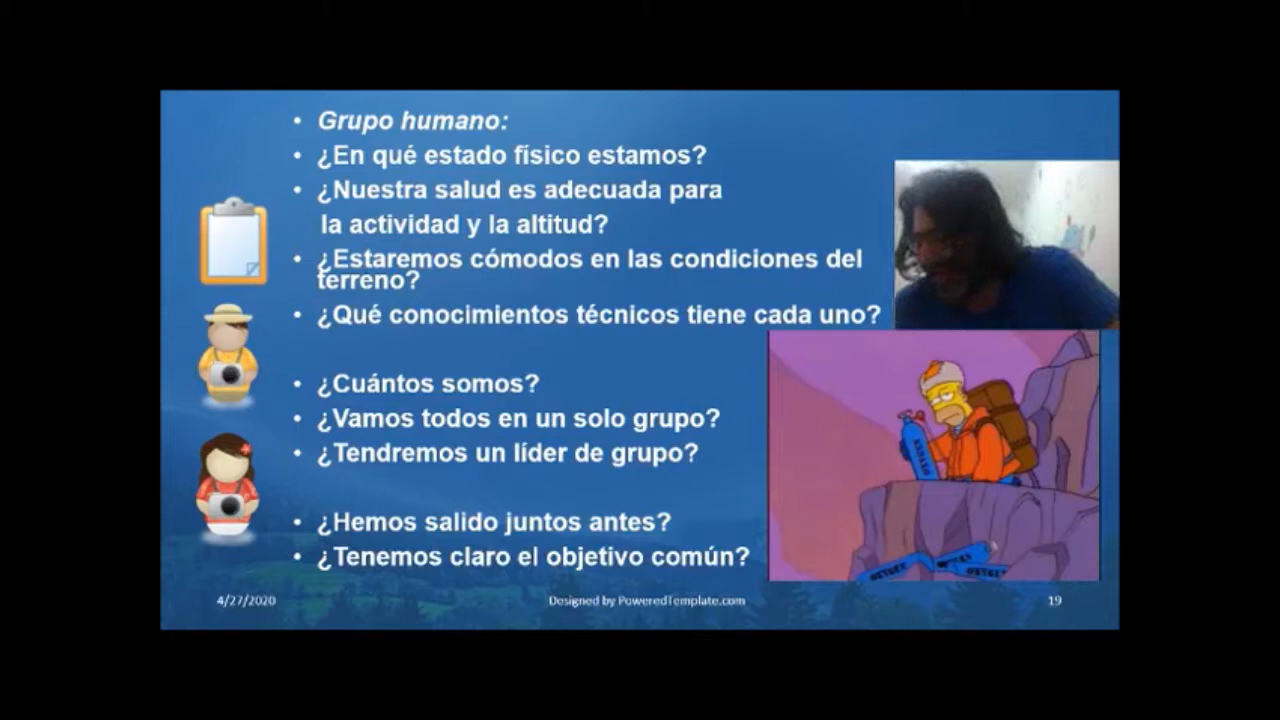 • Grupo humano:
• ¿En qué estado físico estamos?
• ¿Nuestra salud es adecuada para
la actividad y la altitud?
• ¿Estaremos cómodos en las condiciones del
terreno?
• ¿Qué conocimientos técnicos tiene cada uno?
• ¿Cuántos somos?
• ¿Vamos todos en un solo grupo?
• ¿Tendremos un líder de grupo?
• ¿Hemos salido juntos antes?
• ¿Tenemos claro el objetivo común?
OXYGEN
OXYGEN
4/27/2020
Designed by PoweredTemplate.com
19